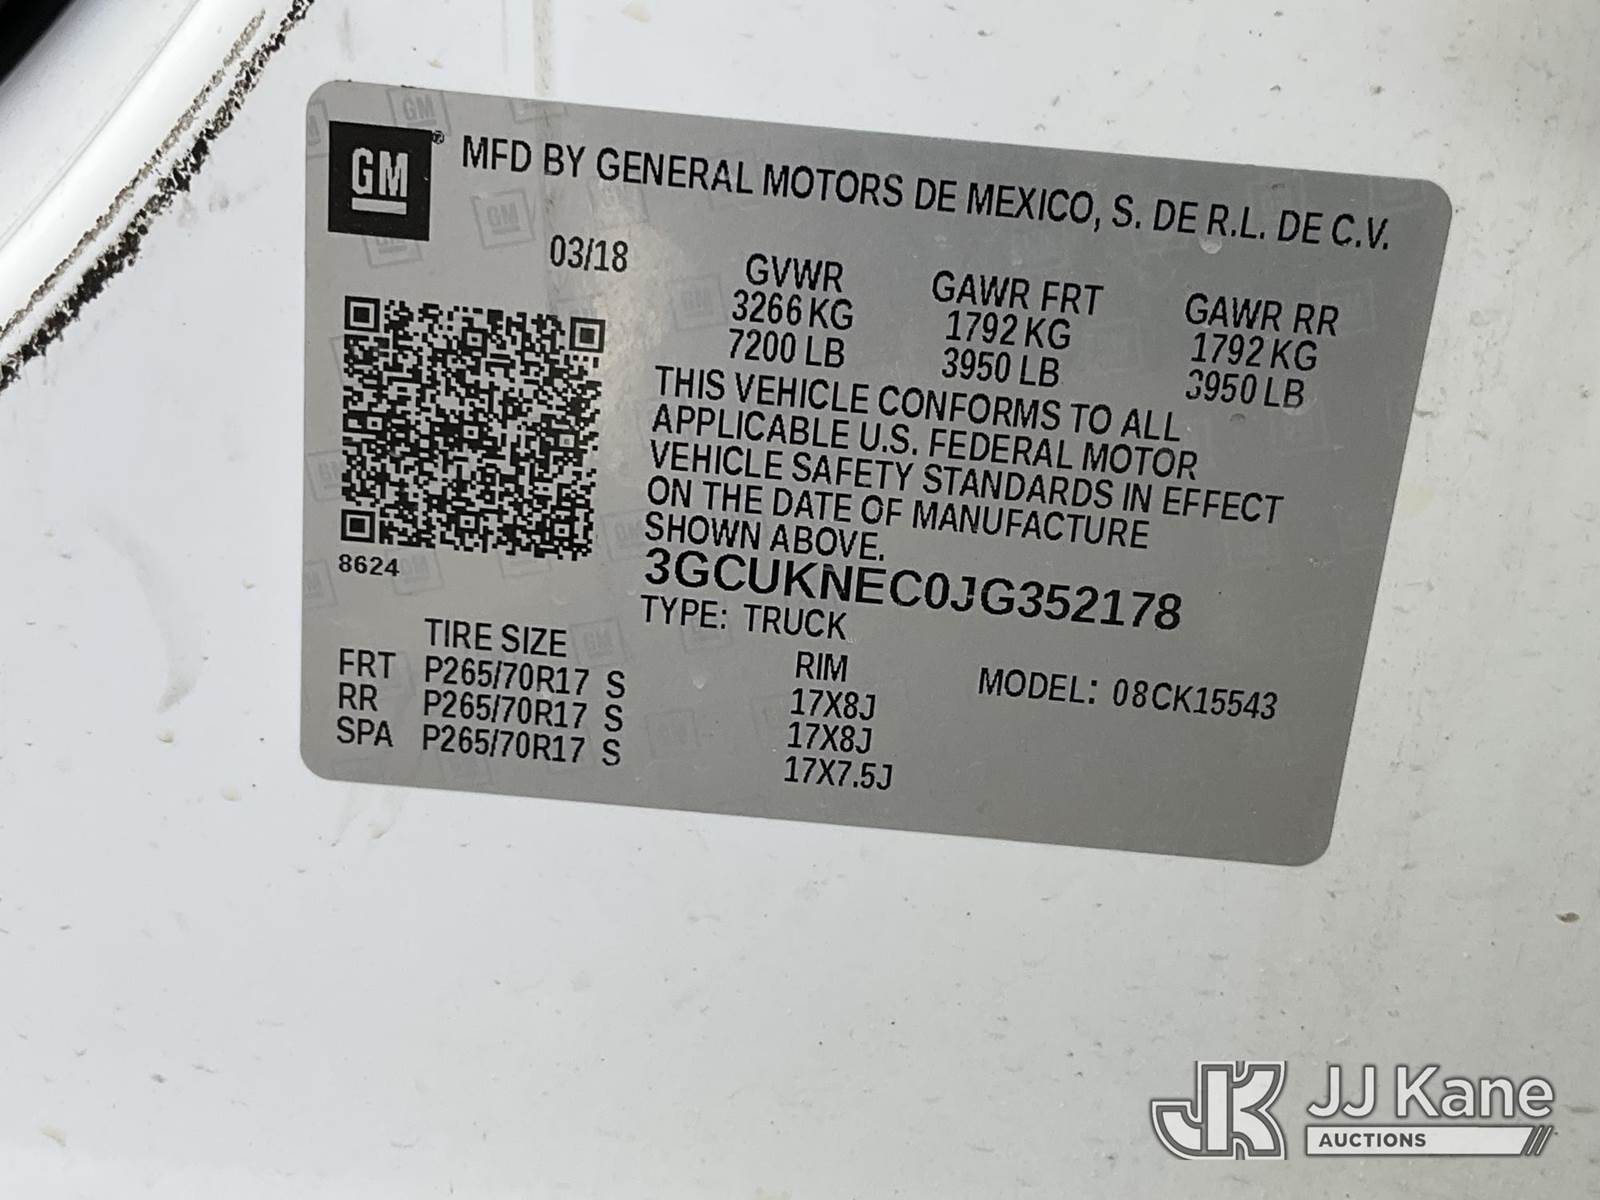 GM
MFD BY GENERAL MOTORS DE MEXICO, S. DE R.L. DE C.V.
03/18
GVWR GAWR FRT GAWR RR
3266 KG 1792 KG 1792 KG
7200 LB 3950 LB 3950 LB
THIS VEHICLE CONFORMS TO ALL
APPLICABLE U.S. FEDERAL MOTOR
VEHICLE SAFETY STANDARDS IN EFFECT
ON THE DATE OF MANUFACTURE
SHOWN ABOVE.
8624
3GCUKNEC0JG352178
TYPE: TRUCK
TIRE SIZE RIM MODEL: 08CK15543
FRT P265/70R17 S 17X8J
RR P265/70R17 S 17X8J
SPA P265/70R17 S 17X7.5J
JK JJ Kane
AUCTIONS